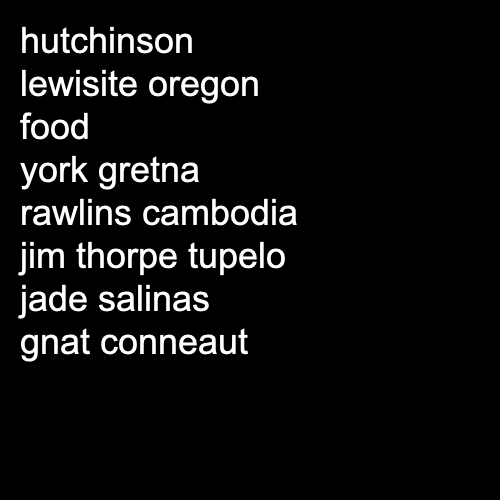 hutchinson
lewisite oregon
food
york gretna
rawlins cambodia
jim thorpe tupelo
jade salinas
gnat conneaut